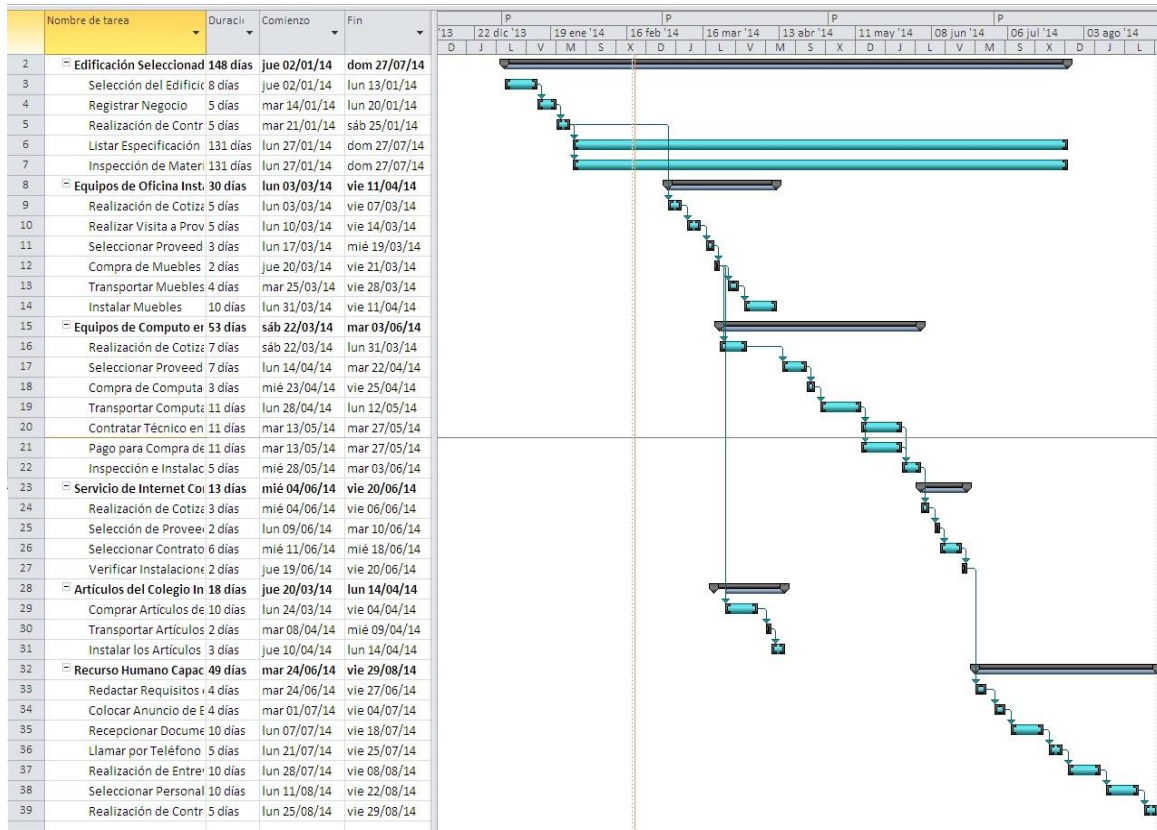 Nombre de tarea Duració Comienzo Fin
P P P P
'13 22 dic '13 19 ene '14 16 feb '14 16 mar '14 13 abr '14 11 may '14 08 jun '14 06 jul '14 03 ago '14
D J L V M S X D J L V M S X D J L V M S X D J L
2 Edificación Seleccionad 148 días jue 02/01/14 dom 27/07/14
3 Selección del Edificio 8 días jue 02/01/14 lun 13/01/14
4 Registrar Negocio 5 días mar 14/01/14 lun 20/01/14
5 Realización de Contr 5 días mar 21/01/14 sáb 25/01/14
6 Listar Especificación 131 días lun 27/01/14 dom 27/07/14
7 Inspección de Materi 131 días lun 27/01/14 dom 27/07/14
8 Equipos de Oficina Insta 30 días lun 03/03/14 vie 11/04/14
9 Realización de Cotiza 5 días lun 03/03/14 vie 07/03/14
10 Realizar Visita a Prov 5 días lun 10/03/14 vie 14/03/14
11 Seleccionar Proveed 3 días lun 17/03/14 mié 19/03/14
12 Compra de Muebles 2 días jue 20/03/14 vie 21/03/14
13 Transportar Muebles 4 días mar 25/03/14 vie 28/03/14
14 Instalar Muebles 10 días lun 31/03/14 vie 11/04/14
15 Equipos de Computo en 53 días sáb 22/03/14 mar 03/06/14
16 Realización de Cotiza 7 días sáb 22/03/14 lun 31/03/14
17 Seleccionar Proveed 7 días lun 14/04/14 mar 22/04/14
18 Compra de Computa 3 días mié 23/04/14 vie 25/04/14
19 Transportar Computa 11 días lun 28/04/14 lun 12/05/14
20 Contratar Técnico en 11 días mar 13/05/14 mar 27/05/14
21 Pago para Compra de 11 días mar 13/05/14 mar 27/05/14
22 Inspección e Instalac 5 días mié 28/05/14 mar 03/06/14
23 Servicio de Internet Co 13 días mié 04/06/14 vie 20/06/14
24 Realización de Cotiza 3 días mié 04/06/14 vie 06/06/14
25 Selección de Provee 2 días lun 09/06/14 mar 10/06/14
26 Seleccionar Contrato 6 días mié 11/06/14 mié 18/06/14
27 Verificar Instalacione 2 días jue 19/06/14 vie 20/06/14
28 Artículos del Colegio In 18 días jue 20/03/14 lun 14/04/14
29 Comprar Artículos de 10 días lun 24/03/14 vie 04/04/14
30 Transportar Artículos 2 días mar 08/04/14 mié 09/04/14
31 Instalar los Artículos 3 días jue 10/04/14 lun 14/04/14
32 Recurso Humano Capac 49 días mar 24/06/14 vie 29/08/14
33 Redactar Requisitos 4 días mar 24/06/14 vie 27/06/14
34 Colocar Anuncio de E 4 días mar 01/07/14 vie 04/07/14
35 Recepcionar Docume 10 días lun 07/07/14 vie 18/07/14
36 Llamar por Teléfono 5 días lun 21/07/14 vie 25/07/14
37 Realización de Entrev 10 días lun 28/07/14 vie 08/08/14
38 Seleccionar Personal 10 días lun 11/08/14 vie 22/08/14
39 Realización de Contr 5 días lun 25/08/14 vie 29/08/14